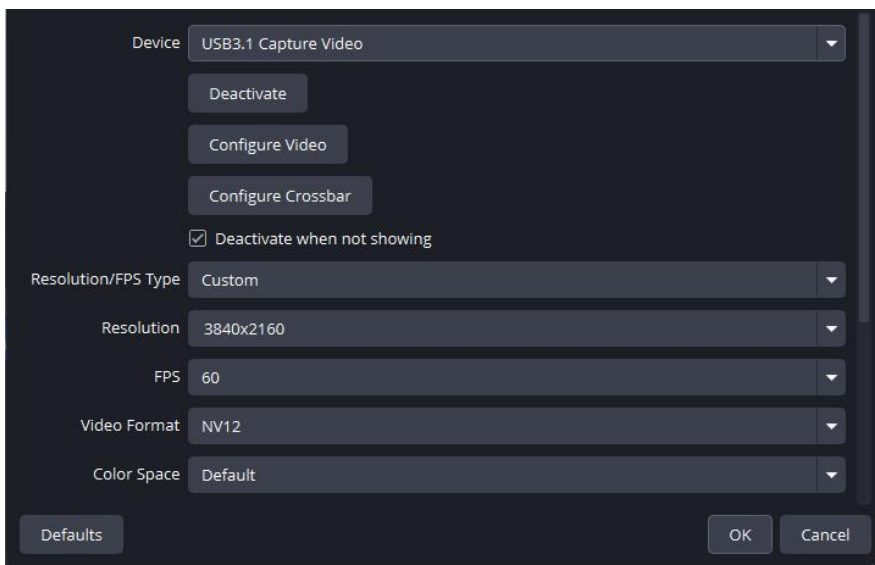 Device USB3.1 Capture Video
Deactivate
Configure Video
Configure Crossbar
Deactivate when not showing
Resolution/FPS Type Custom
Resolution 3840x2160
FPS 60
Video Format NV12
Color Space Default
Defaults OK Cancel